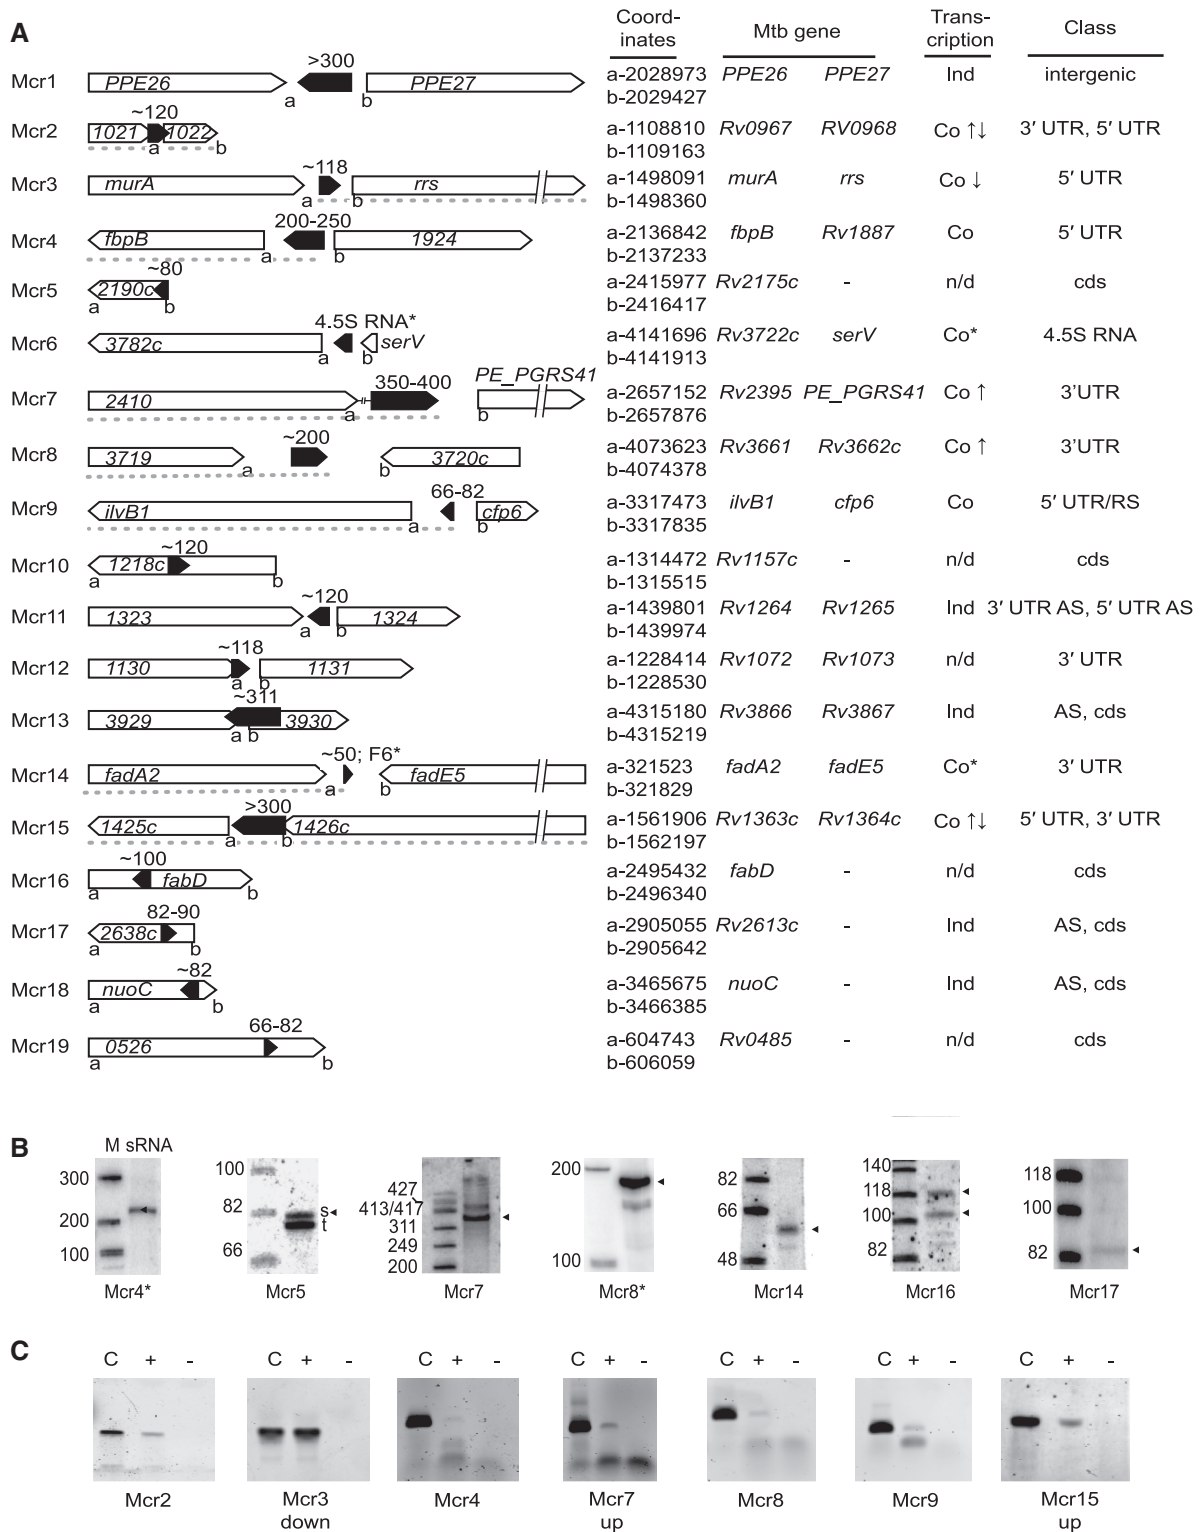 A
Coord-
inates
Mtb gene
Trans-
cription
Class
Mcr1 PPE26 >300 PPE27 a b a-2028973 PPE26 PPE27 Ind intergenic
b-2029427
Mcr2 1021 ~120 1022 a b a-1108810 Rv0967 RV0968 Co ↑↓ 3′ UTR, 5′ UTR
b-1109163
Mcr3 murA ~118 rrs a b a-1498091 murA rrs Co ↓ 5′ UTR
b-1498360
Mcr4 fbpB 200-250 1924 a b a-2136842 fbpB Rv1887 Co 5′ UTR
b-2137233
Mcr5 2190c ~80 a b a-2415977 Rv2175c - n/d cds
b-2416417
Mcr6 3782c 4.5S RNA* serV a b a-4141696 Rv3722c serV Co* 4.5S RNA
b-4141913
Mcr7 2410 350-400 PE_PGRS41 a b a-2657152 Rv2395 PE_PGRS41 Co ↑ 3'UTR
b-2657876
Mcr8 3719 ~200 3720c a b a-4073623 Rv3661 Rv3662c Co ↑ 3'UTR
b-4074378
Mcr9 ilvB1 66-82 cfp6 a b a-3317473 ilvB1 cfp6 Co 5′ UTR/RS
b-3317835
Mcr10 1218c ~120 a b a-1314472 Rv1157c - n/d cds
b-1315515
Mcr11 1323 ~120 1324 a b a-1439801 Rv1264 Rv1265 Ind 3′ UTR AS, 5′ UTR AS
b-1439974
Mcr12 1130 ~118 1131 a b a-1228414 Rv1072 Rv1073 n/d 3′ UTR
b-1228530
Mcr13 3929 ~311 3930 a b a-4315180 Rv3866 Rv3867 Ind AS, cds
b-4315219
Mcr14 fadA2 ~50; F6* fadE5 a b a-321523 fadA2 fadE5 Co* 3′ UTR
b-321829
Mcr15 1425c >300 1426c a b a-1561906 Rv1363c Rv1364c Co ↑↓ 5′ UTR, 3′ UTR
b-1562197
Mcr16 ~100 fabD a b a-2495432 fabD - n/d cds
b-2496340
Mcr17 2638c 82-90 a b a-2905055 Rv2613c - Ind AS, cds
b-2905642
Mcr18 nuoC ~82 a b a-3465675 nuoC - Ind AS, cds
b-3466385
Mcr19 0526 66-82 a b a-604743 Rv0485 - n/d cds
b-606059
B
M sRNA
300
200
100
Mcr4*
100
82
66
s
t
Mcr5
427
413/417
311
249
200
Mcr7
200
100
Mcr8*
82
66
48
Mcr14
140
118
100
82
Mcr16
118
100
82
Mcr17
C
C + -
Mcr2
C + -
Mcr3
down
C + -
Mcr4
C + -
Mcr7
up
C + -
Mcr8
C + -
Mcr9
C + -
Mcr15
up